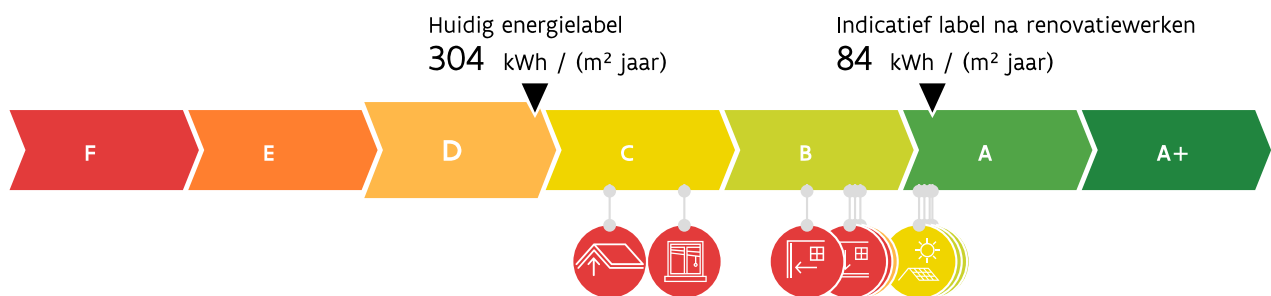 Huidig energielabel
304 kWh / (m² jaar)
Indicatief label na renovatiewerken
84 kWh / (m² jaar)
F E D C B A A+